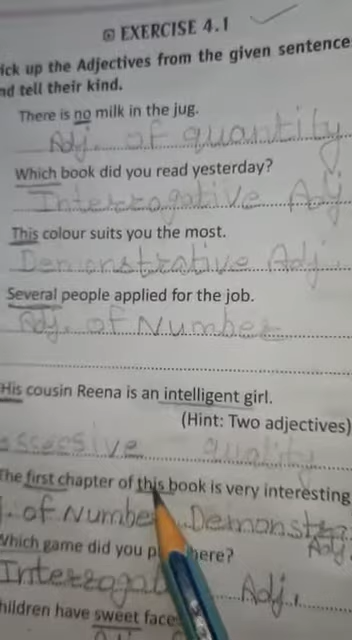 EXERCISE 4.1
ick up the Adjectives from the given sentence
nd tell their kind.
There is no milk in the jug.
Adj. of quantity
Which book did you read yesterday?
Interrogative Adj
This colour suits you the most.
Demonstrative Adj.
Several people applied for the job.
Adj. of Number
His cousin Reena is an intelligent girl.
(Hint: Two adjectives)
ssessive quality
The first chapter of this book is very interesting
. of Number Demonstra
Adj.
Which game did you p here?
Interrogat Adj.
hildren have sweet face